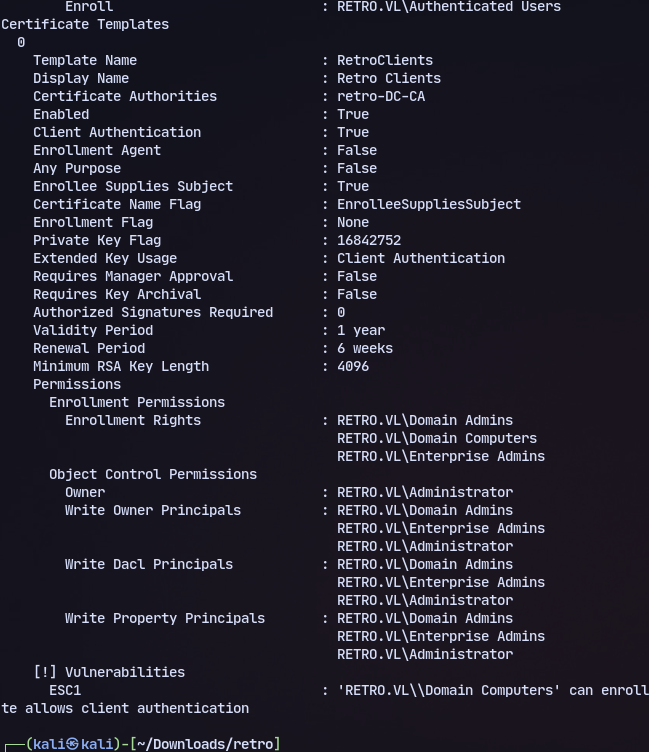 Enroll : RETRO.VL\Authenticated Users
Certificate Templates
0
Template Name : RetroClients
Display Name : Retro Clients
Certificate Authorities : retro-DC-CA
Enabled : True
Client Authentication : True
Enrollment Agent : False
Any Purpose : False
Enrollee Supplies Subject : True
Certificate Name Flag : EnrolleeSuppliesSubject
Enrollment Flag : None
Private Key Flag : 16842752
Extended Key Usage : Client Authentication
Requires Manager Approval : False
Requires Key Archival : False
Authorized Signatures Required : 0
Validity Period : 1 year
Renewal Period : 6 weeks
Minimum RSA Key Length : 4096
Permissions
Enrollment Permissions
Enrollment Rights : RETRO.VL\Domain Admins
RETRO.VL\Domain Computers
RETRO.VL\Enterprise Admins
Object Control Permissions
Owner : RETRO.VL\Administrator
Write Owner Principals : RETRO.VL\Domain Admins
RETRO.VL\Enterprise Admins
RETRO.VL\Administrator
Write Dacl Principals : RETRO.VL\Domain Admins
RETRO.VL\Enterprise Admins
RETRO.VL\Administrator
Write Property Principals : RETRO.VL\Domain Admins
RETRO.VL\Enterprise Admins
RETRO.VL\Administrator
[!] Vulnerabilities
ESC1 : 'RETRO.VL\\Domain Computers' can enroll
te allows client authentication
┌──(kali㉿kali)-[~/Downloads/retro]